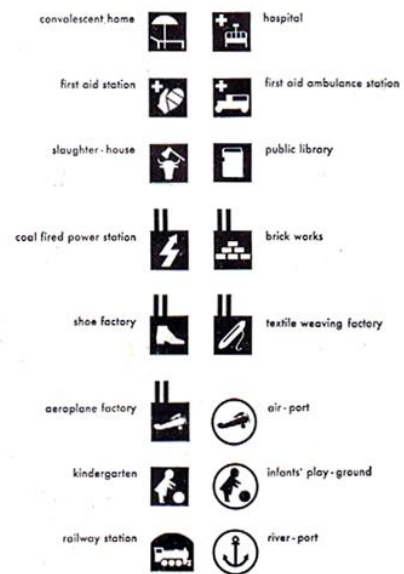 convalescent home
hospital
first aid station
first aid ambulance station
slaughter-house
public library
coal fired power station
brick works
shoe factory
textile weaving factory
aeroplane factory
air-port
kindergarten
infants' play-ground
railway station
river-port